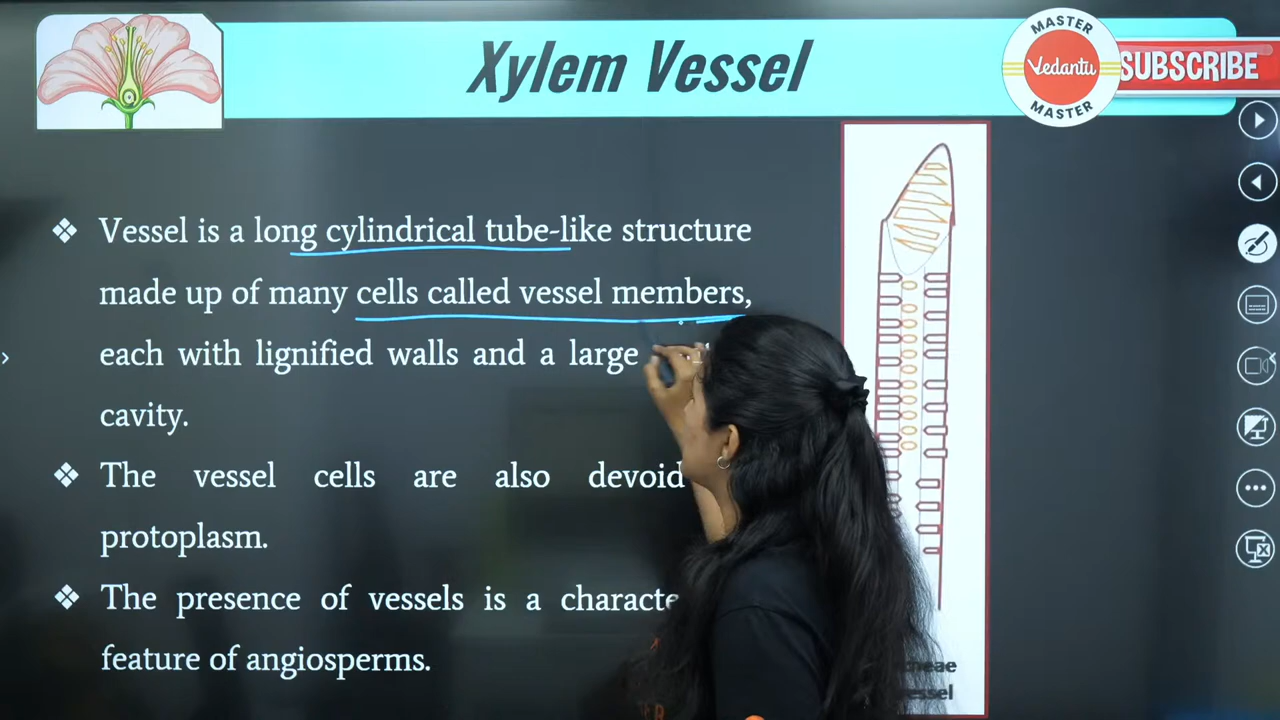 Xylem Vessel
MASTER
Vedantu
MASTER
SUBSCRIBE
❖ Vessel is a long cylindrical tube-like structure
made up of many cells called vessel members,
each with lignified walls and a large
cavity.
❖ The vessel cells are also devoid
protoplasm.
❖ The presence of vessels is a
feature of angiosperms.